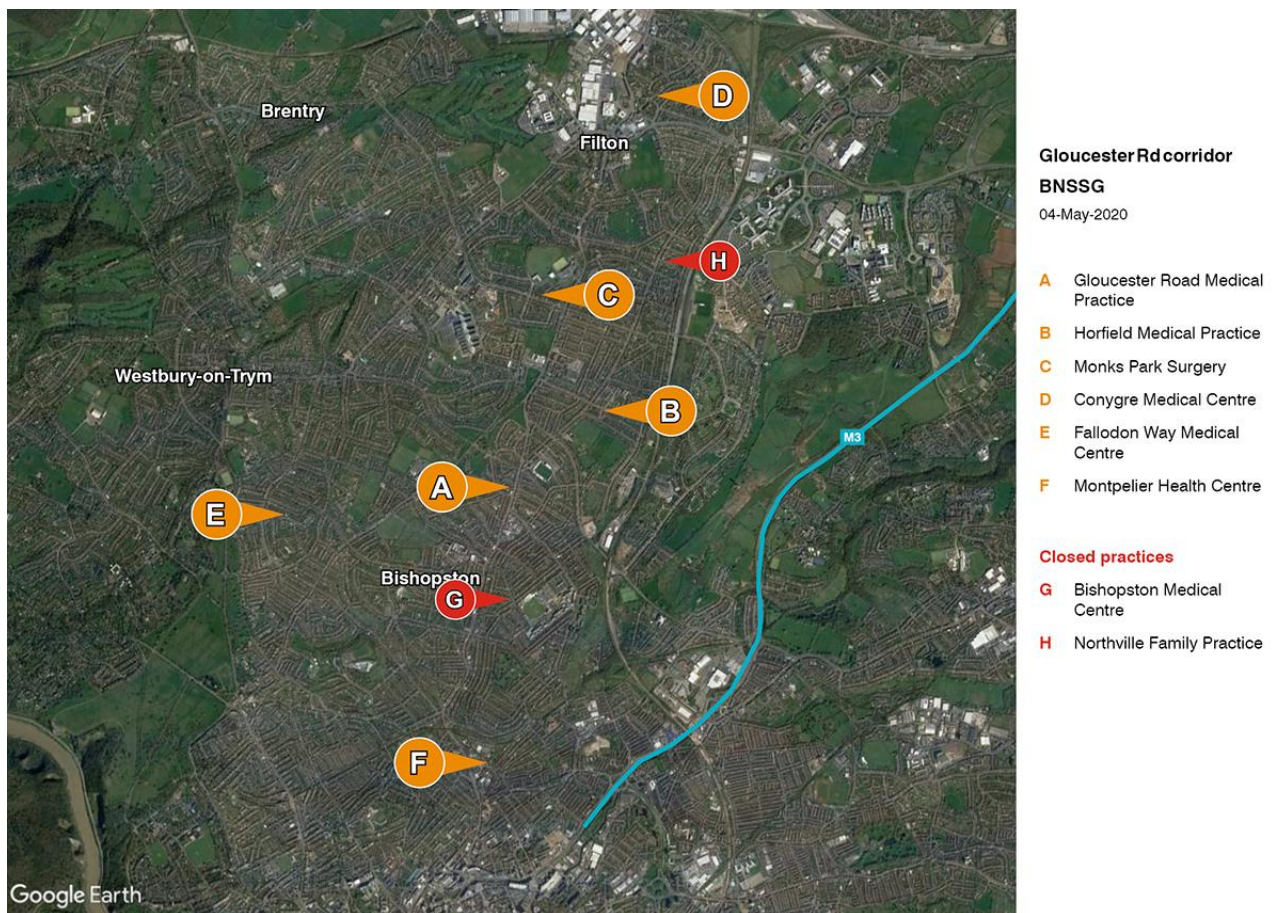 Brentry
D
Filton
H
C
Westbury-on-Trym
B
M3
A
E
Bishopston
G
F
Google Earth
Gloucester Rd corridor
BNSSG
04-May-2020
A Gloucester Road Medical
Practice
B Horfield Medical Practice
C Monks Park Surgery
D Conygre Medical Centre
E Fallodon Way Medical
Centre
F Montpelier Health Centre
Closed practices
G Bishopston Medical
Centre
H Northville Family Practice